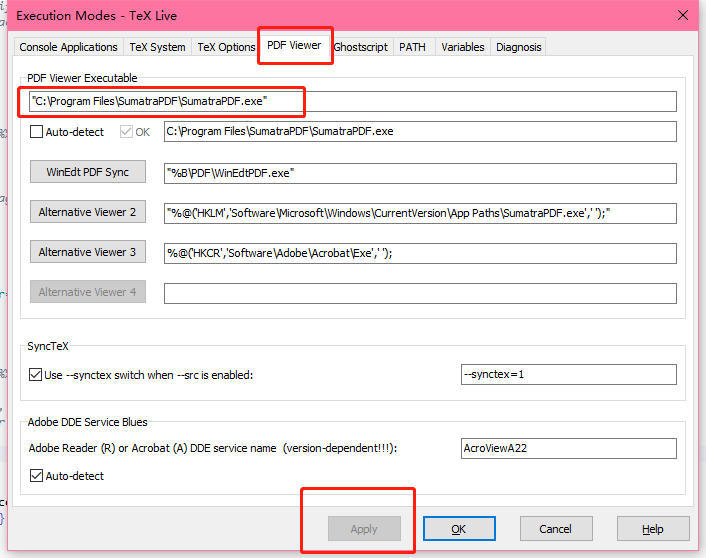 Execution Modes - TeX Live
Console Applications TeX System TeX Options PDF Viewer Ghostscript PATH Variables Diagnosis
PDF Viewer Executable
"C:\Program Files\SumatraPDF\SumatraPDF.exe"
Auto-detect OK C:\Program Files\SumatraPDF\SumatraPDF.exe
WinEdt PDF Sync "%B\PDF\WinEdtPDF.exe"
Alternative Viewer 2 "%@('HKLM','Software\Microsoft\Windows\CurrentVersion\App Paths\SumatraPDF.exe',' ');"
Alternative Viewer 3 %@('HKCR','Software\Adobe\Acrobat\Exe',' ');
Alternative Viewer 4
SyncTeX
Use --synctex switch when --src is enabled: --synctex=1
Adobe DDE Service Blues
Adobe Reader (R) or Acrobat (A) DDE service name (version-dependent!!!): AcroViewA22
Auto-detect
Apply OK Cancel Help